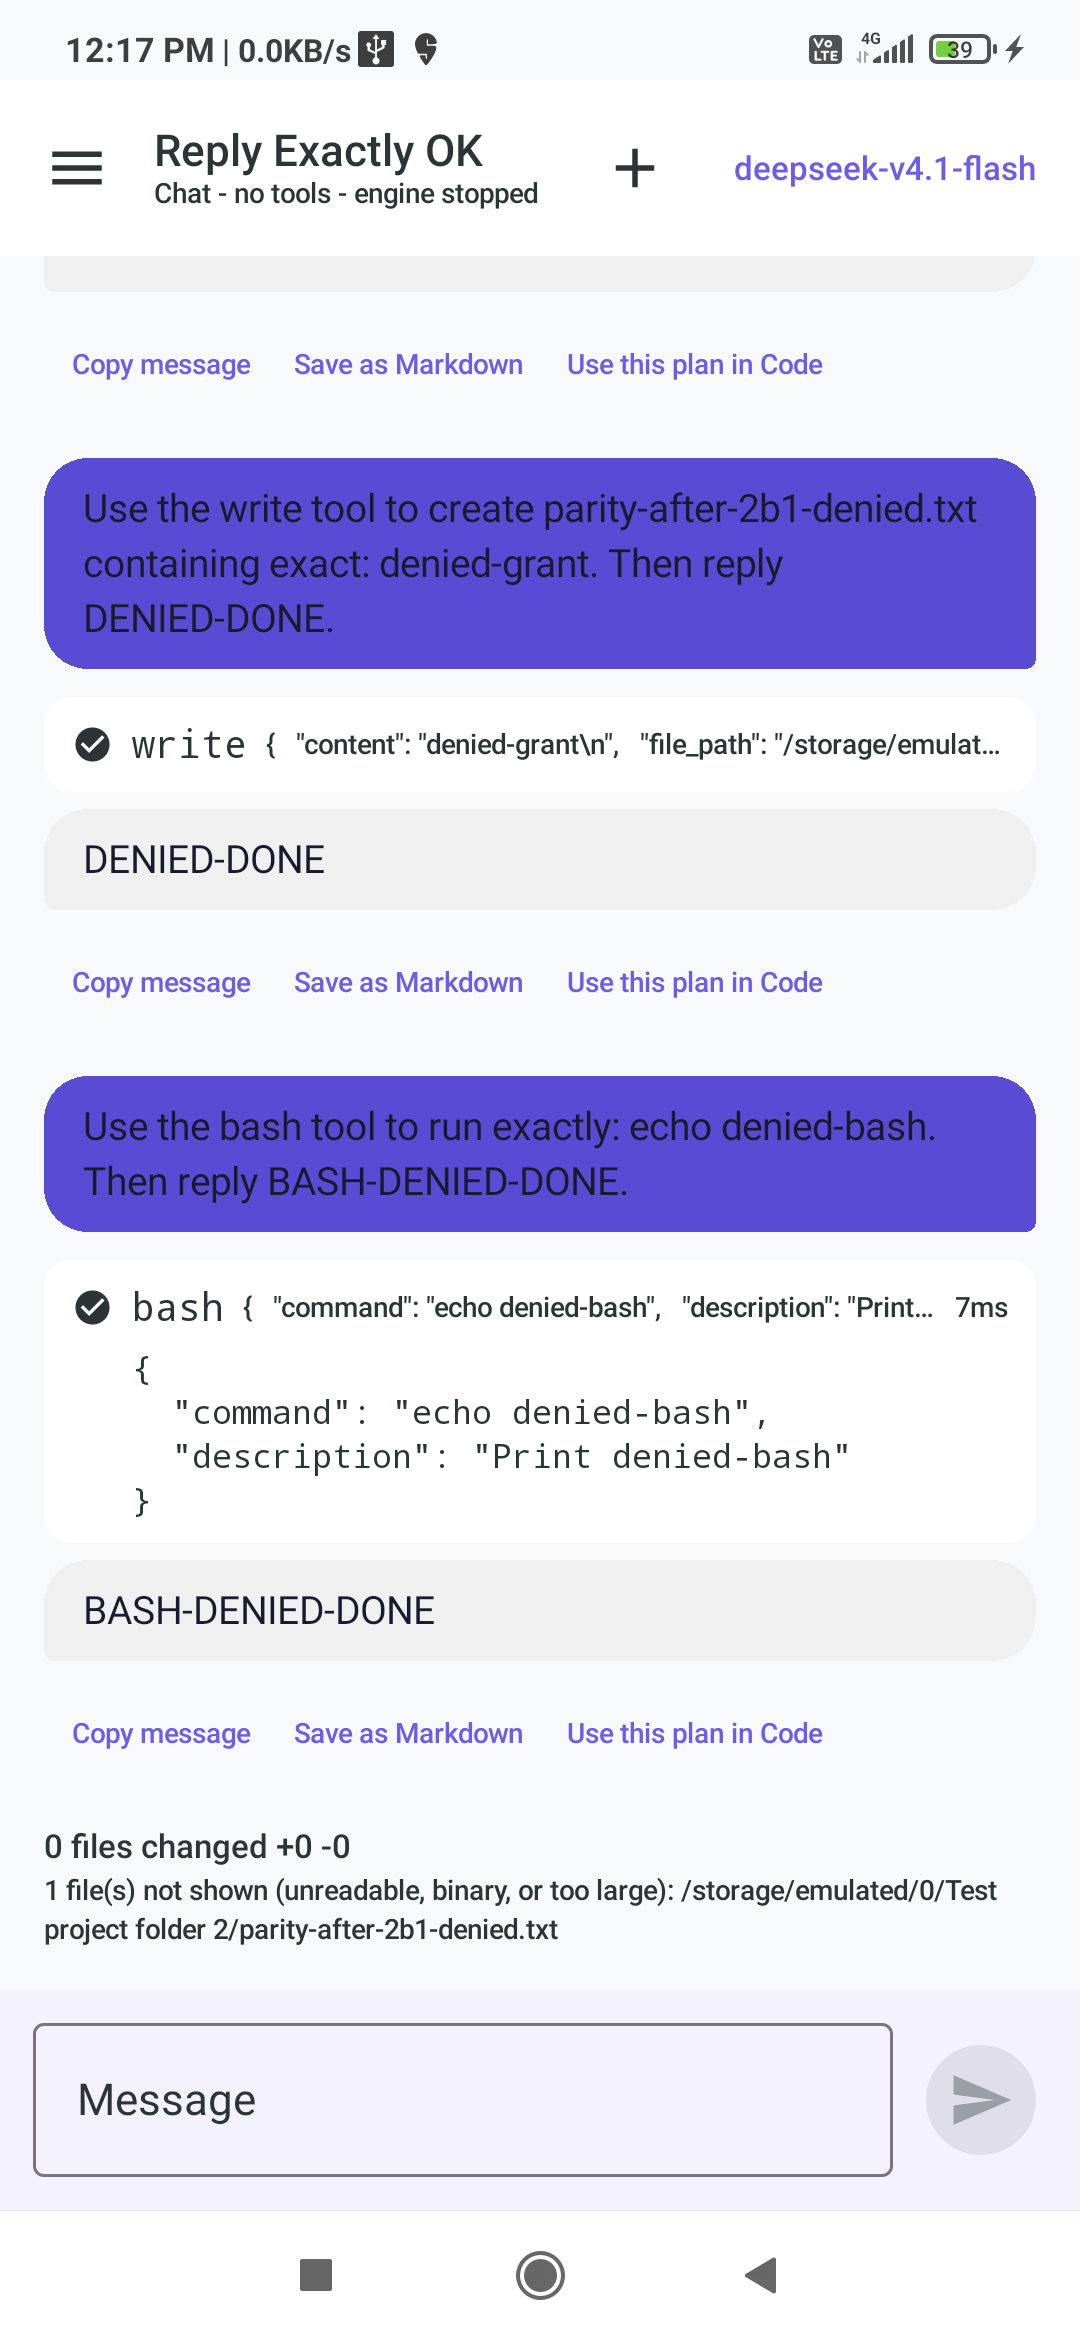 12:17 PM | 0.0KB/s
Vo LTE 4G 39
Reply Exactly OK
Chat - no tools - engine stopped
deepseek-v4.1-flash
Copy message Save as Markdown Use this plan in Code
Use the write tool to create parity-after-2b1-denied.txt
containing exact: denied-grant. Then reply
DENIED-DONE.
write { "content": "denied-grant\n", "file_path": "/storage/emulat...
DENIED-DONE
Copy message Save as Markdown Use this plan in Code
Use the bash tool to run exactly: echo denied-bash.
Then reply BASH-DENIED-DONE.
bash { "command": "echo denied-bash", "description": "Print... 7ms
{
"command": "echo denied-bash",
"description": "Print denied-bash"
}
BASH-DENIED-DONE
Copy message Save as Markdown Use this plan in Code
0 files changed +0 -0
1 file(s) not shown (unreadable, binary, or too large): /storage/emulated/0/Test
project folder 2/parity-after-2b1-denied.txt
Message